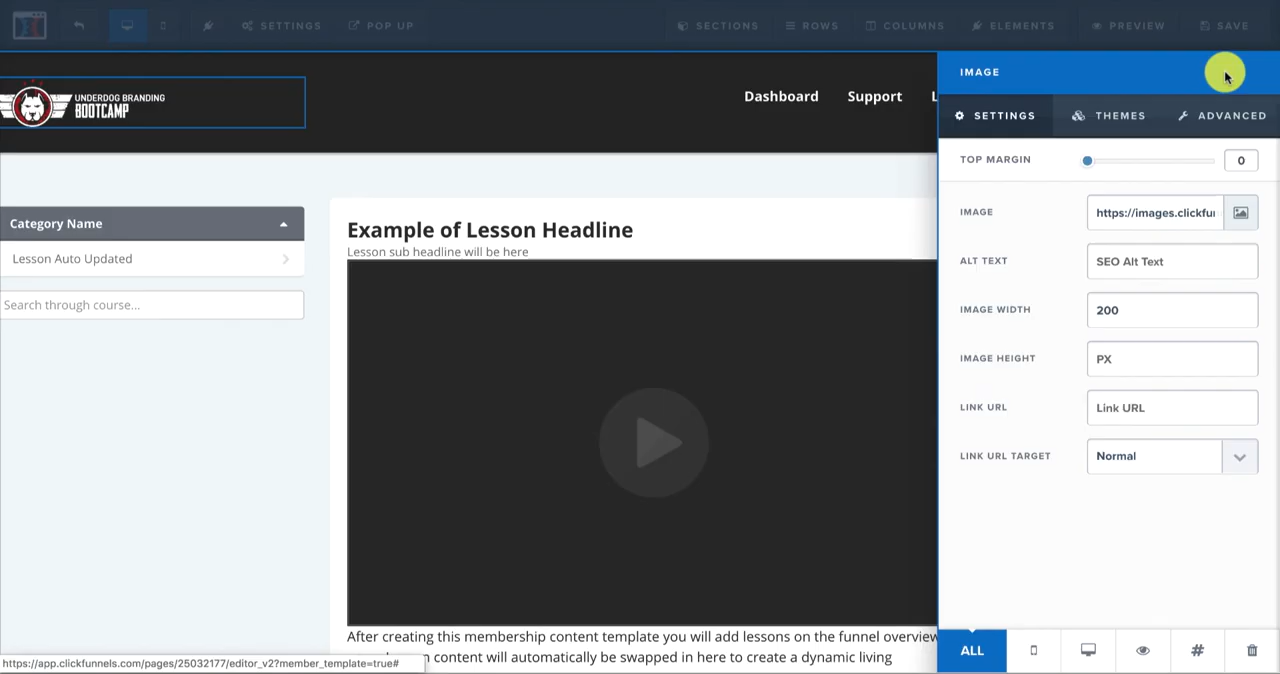 SETTINGS
POP UP
SECTIONS
ROWS
COLUMNS
ELEMENTS
PREVIEW
SAVE
IMAGE
UNDERDOG BRANDING
BOOTCAMP
Dashboard
Support
L
SETTINGS
THEMES
ADVANCED
TOP MARGIN
0
Category Name
Lesson Auto Updated
Search through course...
Example of Lesson Headline
Lesson sub headline will be here
IMAGE
https://images.clickfu
ALT TEXT
SEO Alt Text
IMAGE WIDTH
200
IMAGE HEIGHT
PX
LINK URL
Link URL
LINK URL TARGET
Normal
After creating this membership content template you will add lessons on the funnel overview
content will automatically be swapped in here to create a dynamic living
ALL
#
https://app.clickfunnels.com/pages/25032177/editor_v2?member_template=true#